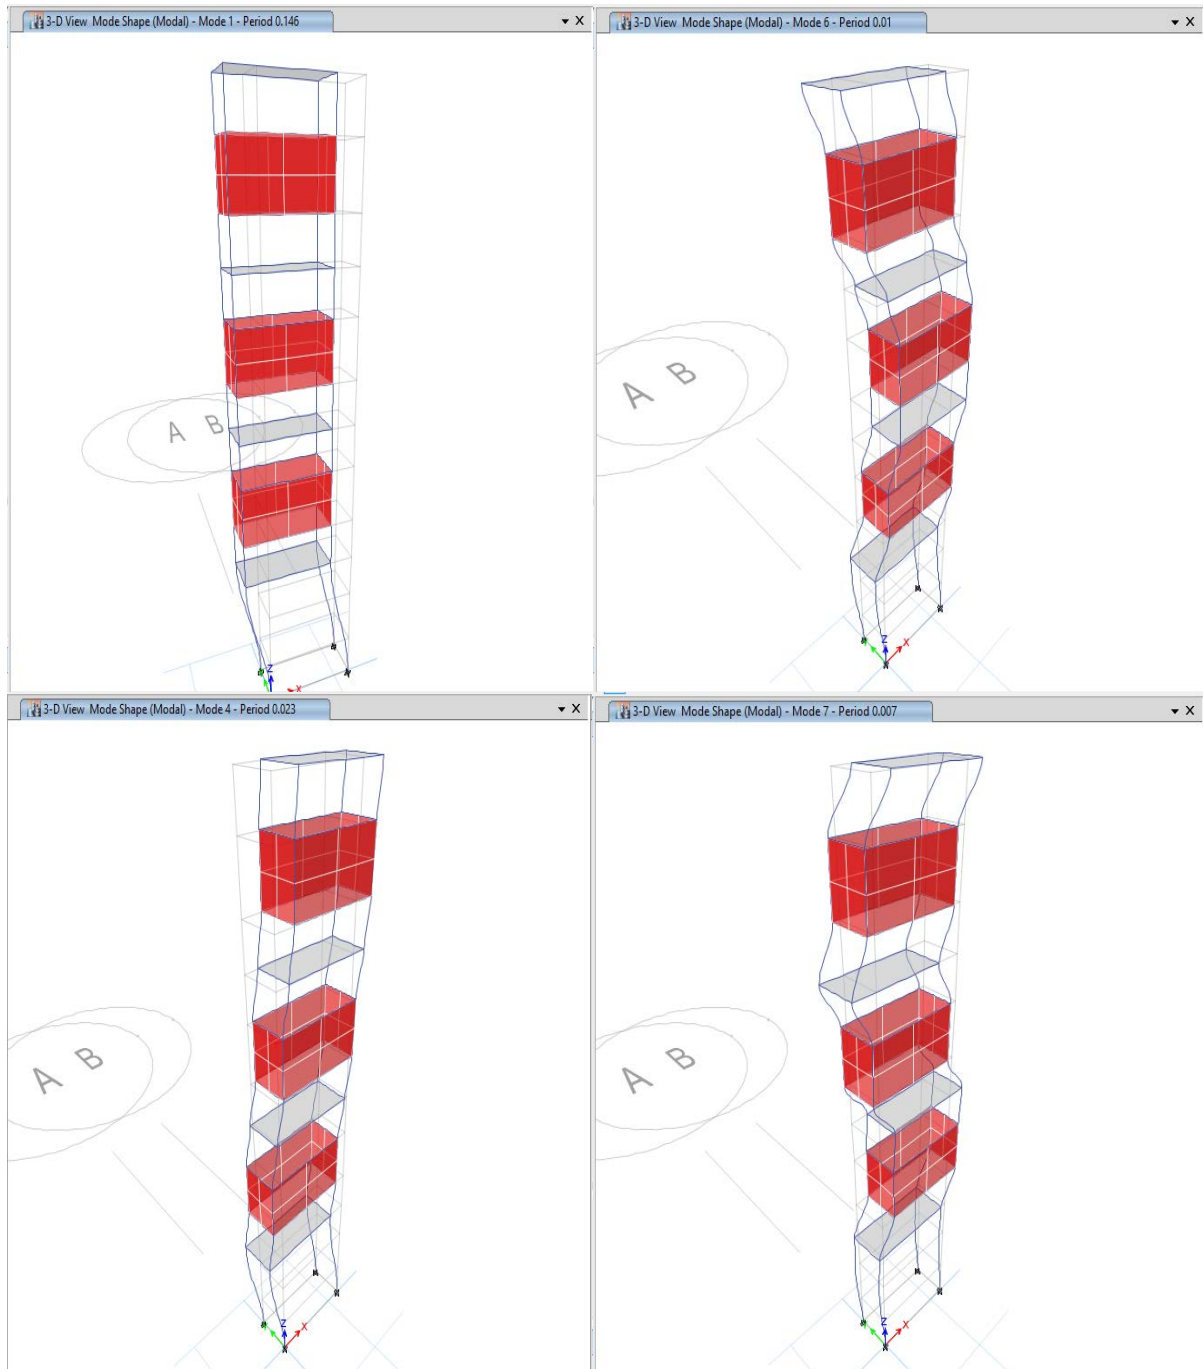 3-D View Mode Shape (Modal) - Mode 1 - Period 0.146
X
A B
Z
X
3-D View Mode Shape (Modal) - Mode 6 - Period 0.01
X
A B
Z
X
3-D View Mode Shape (Modal) - Mode 4 - Period 0.023
X
A B
Z
X
3-D View Mode Shape (Modal) - Mode 7 - Period 0.007
X
A B
Z
X